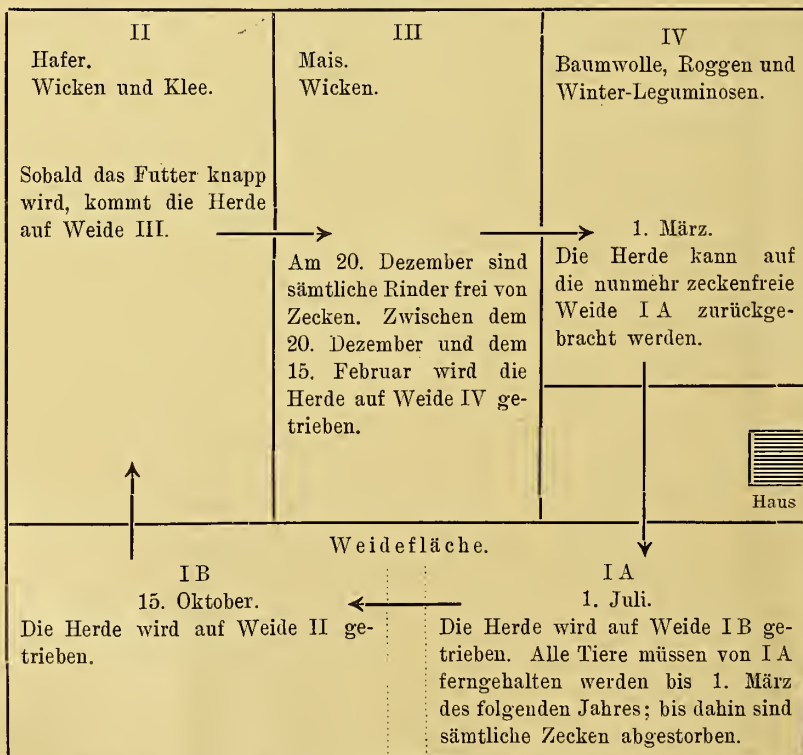 II
Hafer.
Wicken und Klee.
Sobald das Futter knapp
wird, kommt die Herde
auf Weide III.
III
Mais.
Wicken.
Am 20. Dezember sind
sämtliche Rinder frei von
Zecken. Zwischen dem
20. Dezember und dem
15. Februar wird die
Herde auf Weide IV ge-
trieben.
IV
Baumwolle, Roggen und
Winter-Leguminosen.
1. März.
Die Herde kann auf
die nunmehr zeckenfreie
Weide I A zurückge-
bracht werden.
Haus
Weidefläche.
I B
15. Oktober.
Die Herde wird auf Weide II ge-
trieben.
I A
1. Juli.
Die Herde wird auf Weide I B ge-
trieben. Alle Tiere müssen von I A
ferngehalten werden bis 1. März
des folgenden Jahres; bis dahin sind
sämtliche Zecken abgestorben.